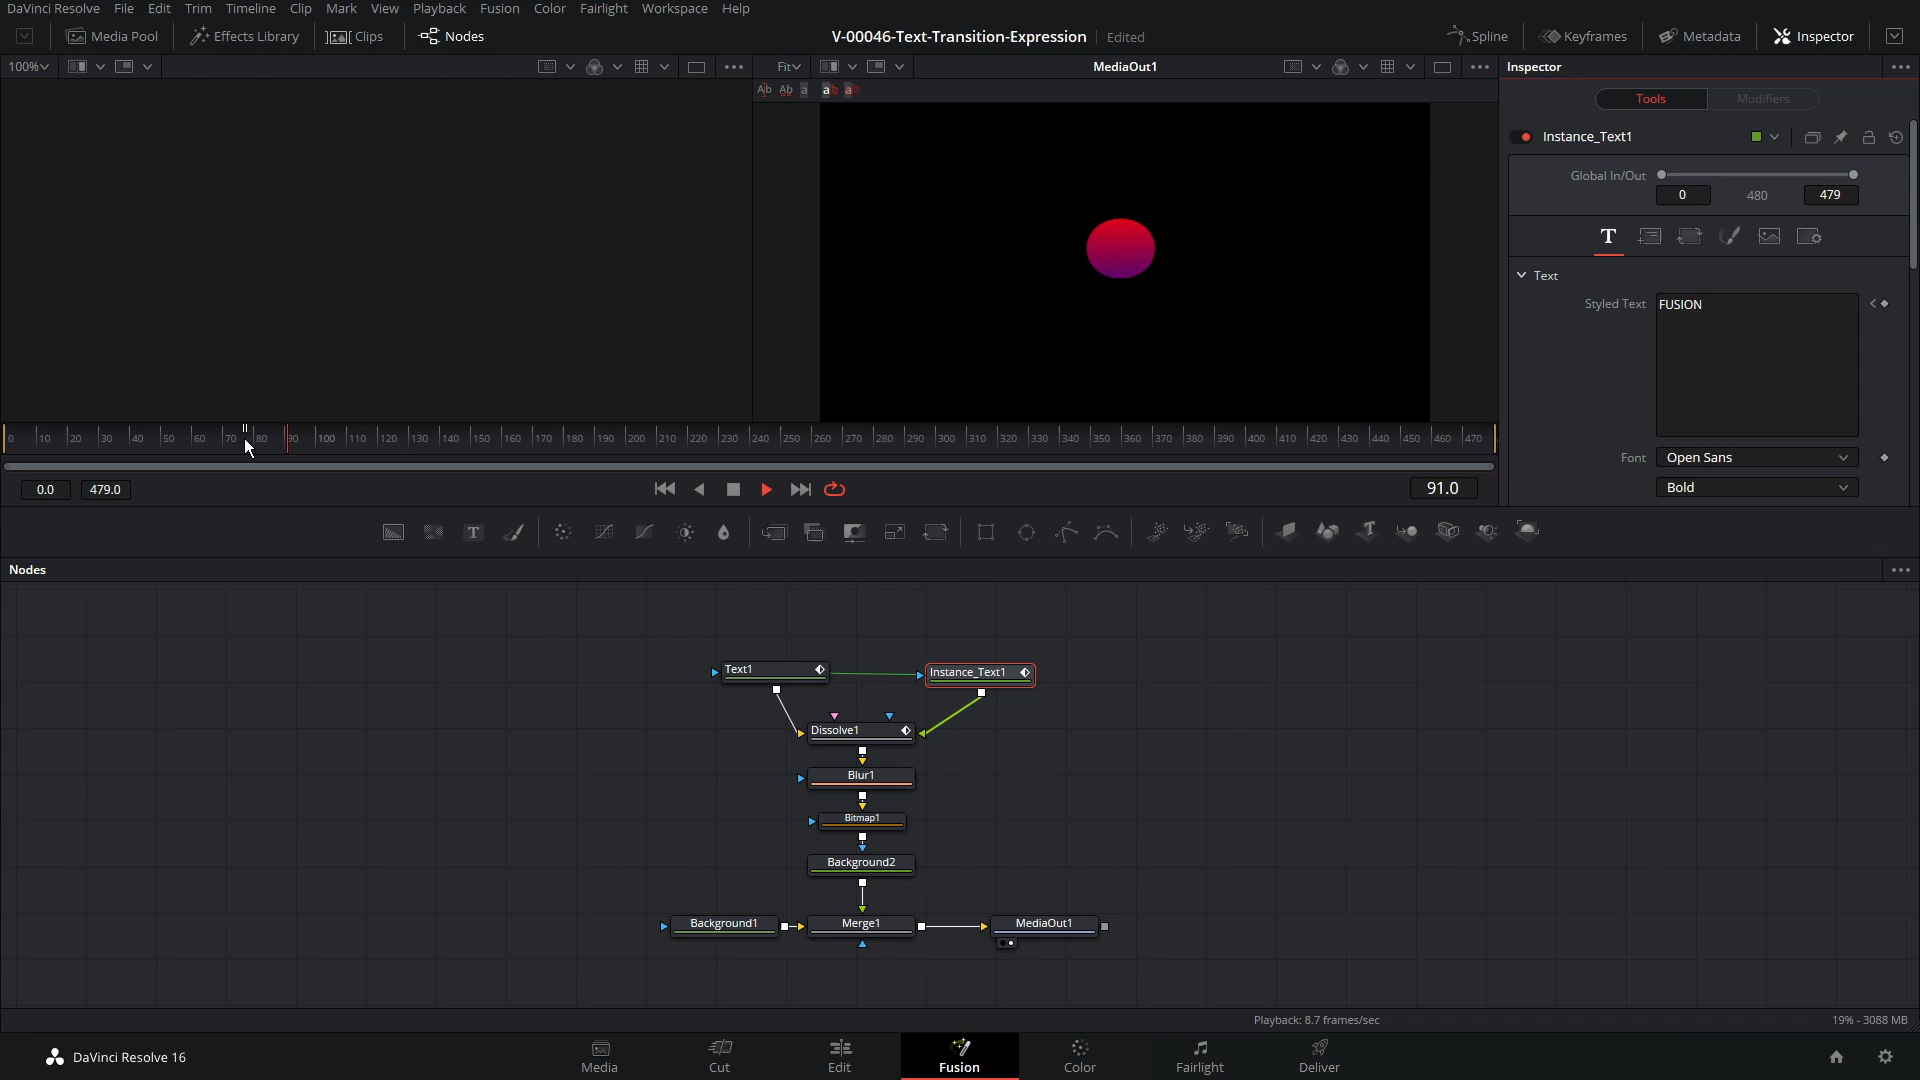 DaVinci Resolve File Edit Trim Timeline Clip Mark View Playback Fusion Color Fairlight Workspace Help
Media Pool Effects Library Clips Nodes V-00046-Text-Transition-Expression Edited Spline Keyframes Metadata Inspector
100% Fit MediaOut1 Inspector
Ab Ab a ab ab
Tools Modifiers
Instance_Text1
Global In/Out
0 480 479
T
Text
Styled Text FUSION
0 10 20 30 40 50 60 70 80 90 100 110 120 130 140 150 160 170 180 190 200 210 220 230 240 250 260 270 280 290 300 310 320 330 340 350 360 370 380 390 400 410 420 430 440 450 460 470
Font Open Sans
Bold
0.0 479.0 91.0
Nodes
Text1 Instance_Text1
Dissolve1
Blur1
Bitmap1
Background2
Background1 Merge1 MediaOut1
Playback: 8.7 frames/sec 19% - 3088 MB
DaVinci Resolve 16 Media Cut Edit Fusion Color Fairlight Deliver